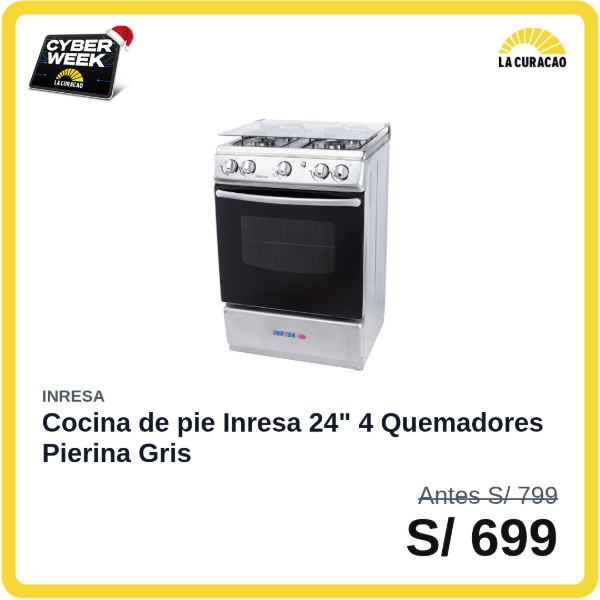 CYBER
WEEK
LA CURACAO
LA CURACAO
INRESA
INRESA
Cocina de pie Inresa 24" 4 Quemadores
Pierina Gris
Antes S/ 799
S/ 699